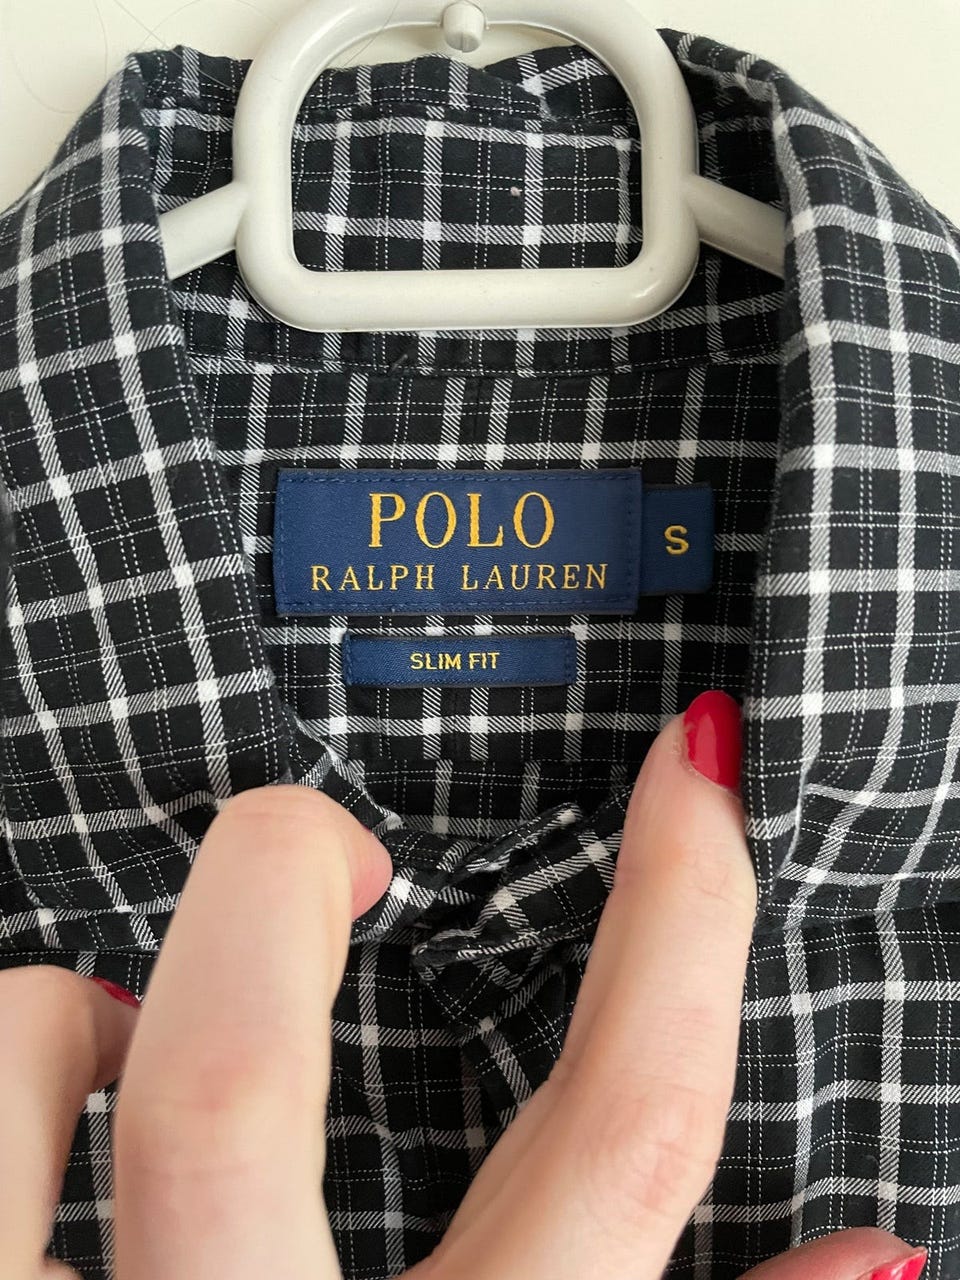 POLO
RALPH LAUREN
S
SLIM FIT